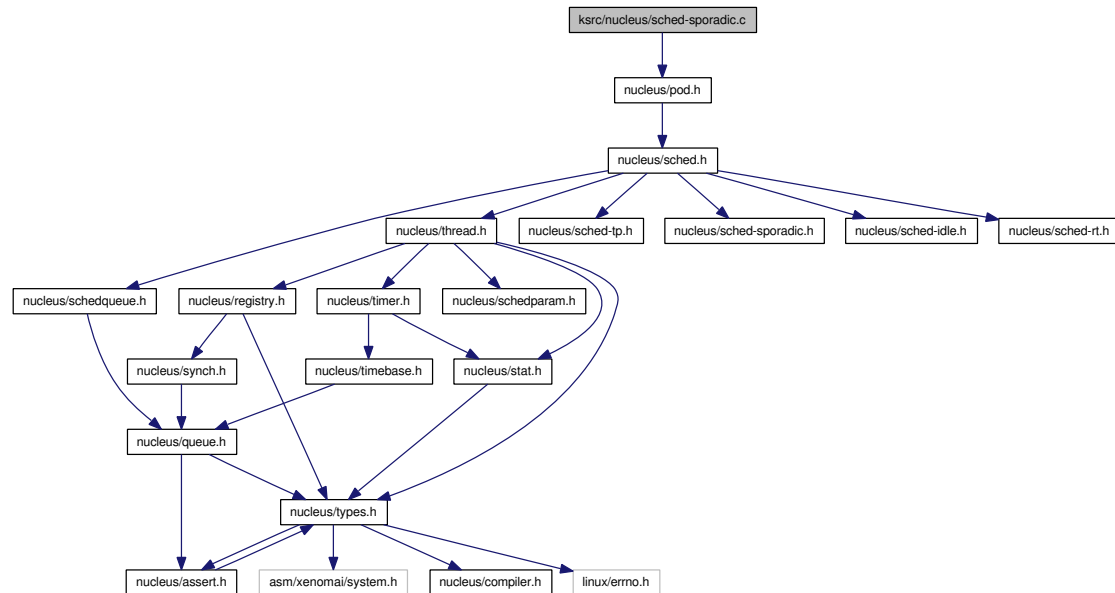 ksrc/nucleus/sched-sporadic.c
nucleus/pod.h
nucleus/sched.h
nucleus/thread.h
nucleus/sched-tp.h
nucleus/sched-sporadic.h
nucleus/sched-idle.h
nucleus/sched-rt.h
nucleus/schedqueue.h
nucleus/registry.h
nucleus/timer.h
nucleus/schedparam.h
nucleus/synch.h
nucleus/timebase.h
nucleus/stat.h
nucleus/queue.h
nucleus/types.h
nucleus/assert.h
asm/xenomai/system.h
nucleus/compiler.h
linux/errno.h